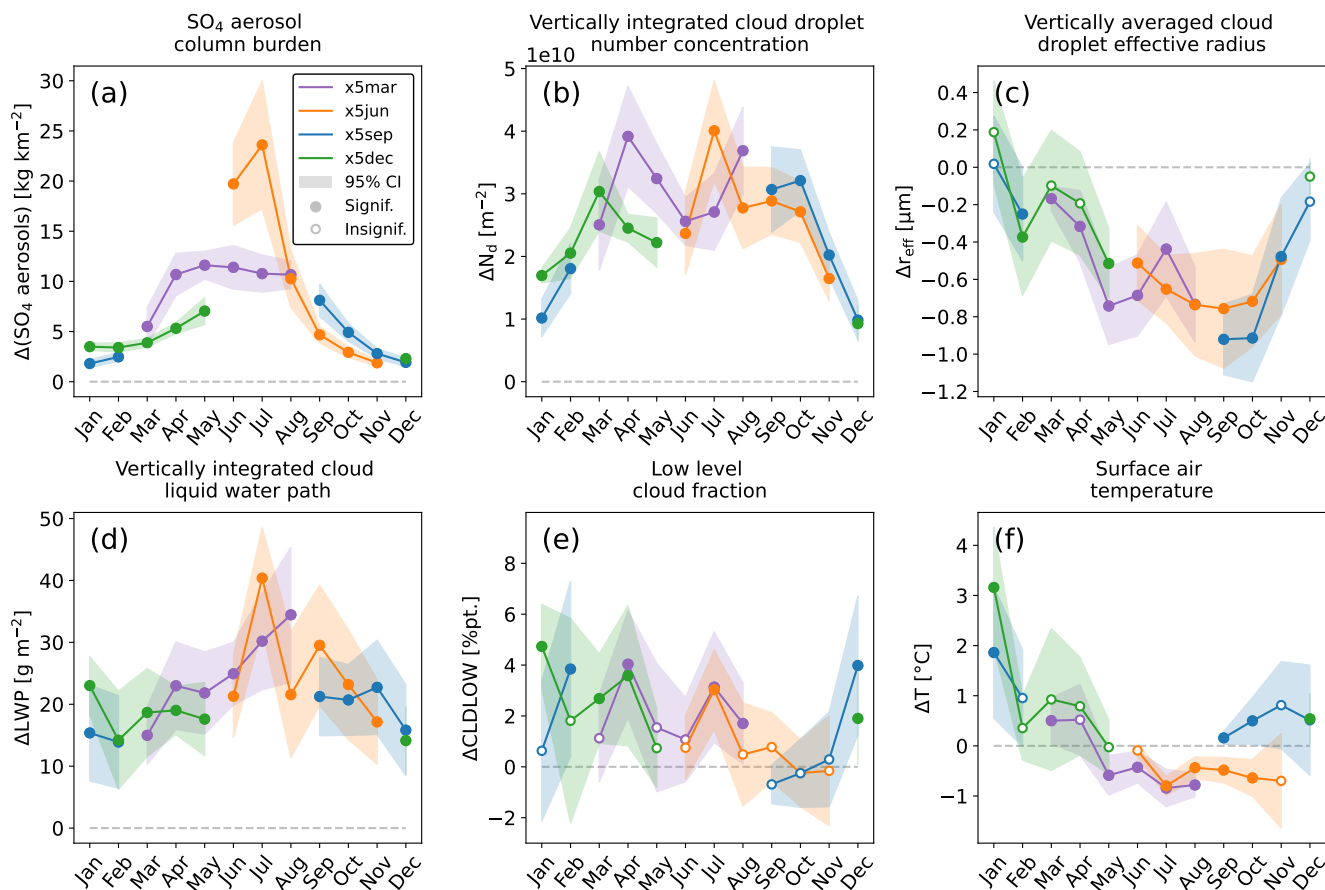 SO₄ aerosol
column burden
(a)
x5mar
x5jun
x5sep
x5dec
95% CI
Signif.
Insignif.
Δ(SO₄ aerosols) [kg km⁻²]
30
25
20
15
10
5
0
Jan Feb Mar Apr May Jun Jul Aug Sep Oct Nov Dec
Vertically integrated cloud droplet
number concentration
1e10
(b)
ΔN_d [m⁻²]
5
4
3
2
1
0
Jan Feb Mar Apr May Jun Jul Aug Sep Oct Nov Dec
Vertically averaged cloud
droplet effective radius
(c)
Δr_eff [µm]
0.4
0.2
0.0
−0.2
−0.4
−0.6
−0.8
−1.0
−1.2
Jan Feb Mar Apr May Jun Jul Aug Sep Oct Nov Dec
Vertically integrated cloud
liquid water path
(d)
ΔLWP [g m⁻²]
50
40
30
20
10
0
Jan Feb Mar Apr May Jun Jul Aug Sep Oct Nov Dec
Low level
cloud fraction
(e)
ΔCLDLOW [%pt.]
8
6
4
2
0
−2
Jan Feb Mar Apr May Jun Jul Aug Sep Oct Nov Dec
Surface air
temperature
(f)
ΔT [°C]
4
3
2
1
0
−1
Jan Feb Mar Apr May Jun Jul Aug Sep Oct Nov Dec